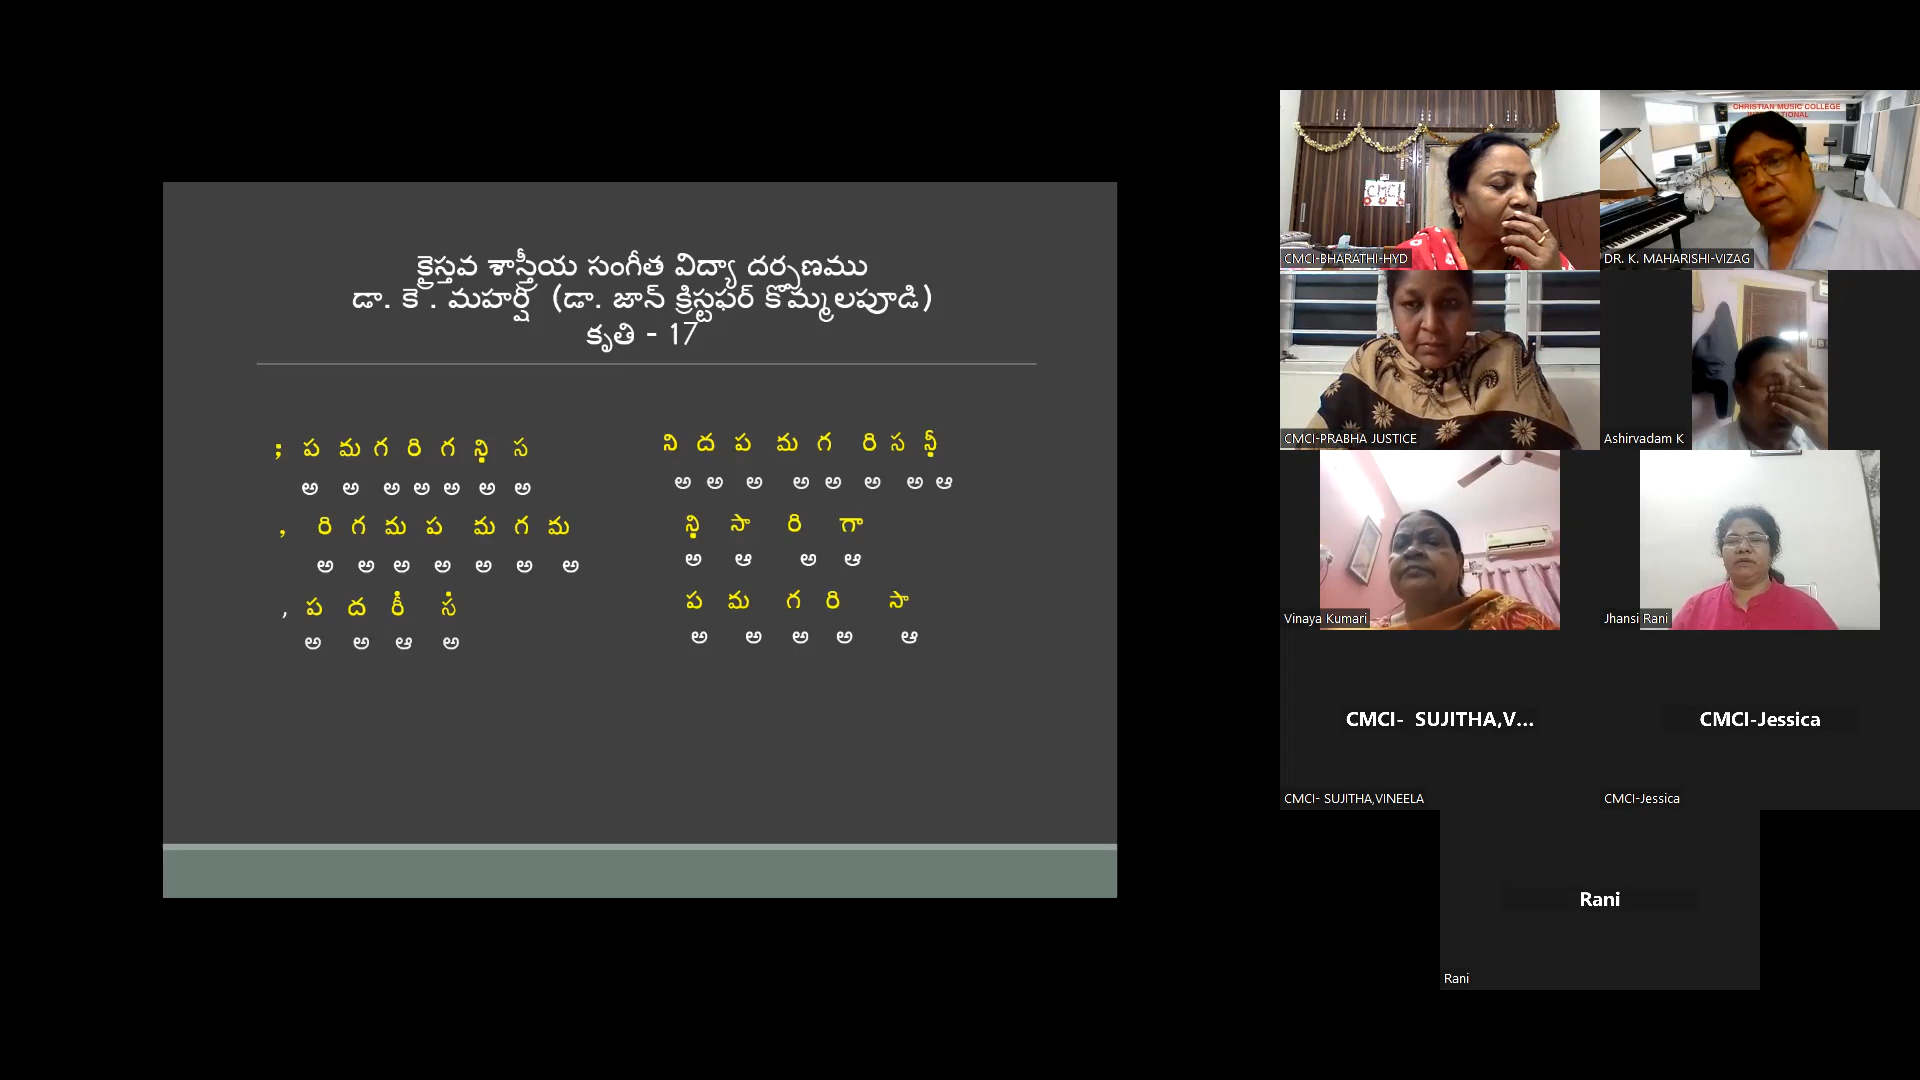 క్రైస్తవ శాస్త్రీయ సంగీత విద్యా దర్పణము
డా. కె . మహర్షి (డా. జాన్ క్రిస్టఫర్ కొమ్మలపూడి)
కృతి - 17
; ప మ గ రి గ ని̣ స
అ అ అ అ అ అ అ
, రి గ మ ప మ గ మ
అ అ అ అ అ అ అ
, ప ద రీ̇ స̇
అ అ ఆ అ
ని ద ప మ గ రి స నీ̣
అ అ అ అ అ అ అ ఆ
ని̣ సా రి గా
అ ఆ అ ఆ
ప మ గ రి సా
అ అ అ అ ఆ
CMCI
CMCI-BHARATHI-HYD
CHRISTIAN MUSIC COLLEGE
DR. K. MAHARISHI-VIZAG
CMCI-PRABHA JUSTICE
Ashirvadam K
Vinaya Kumari
Jhansi Rani
CMCI- SUJITHA,V...
CMCI- SUJITHA,VINEELA
CMCI-Jessica
CMCI-Jessica
Rani
Rani